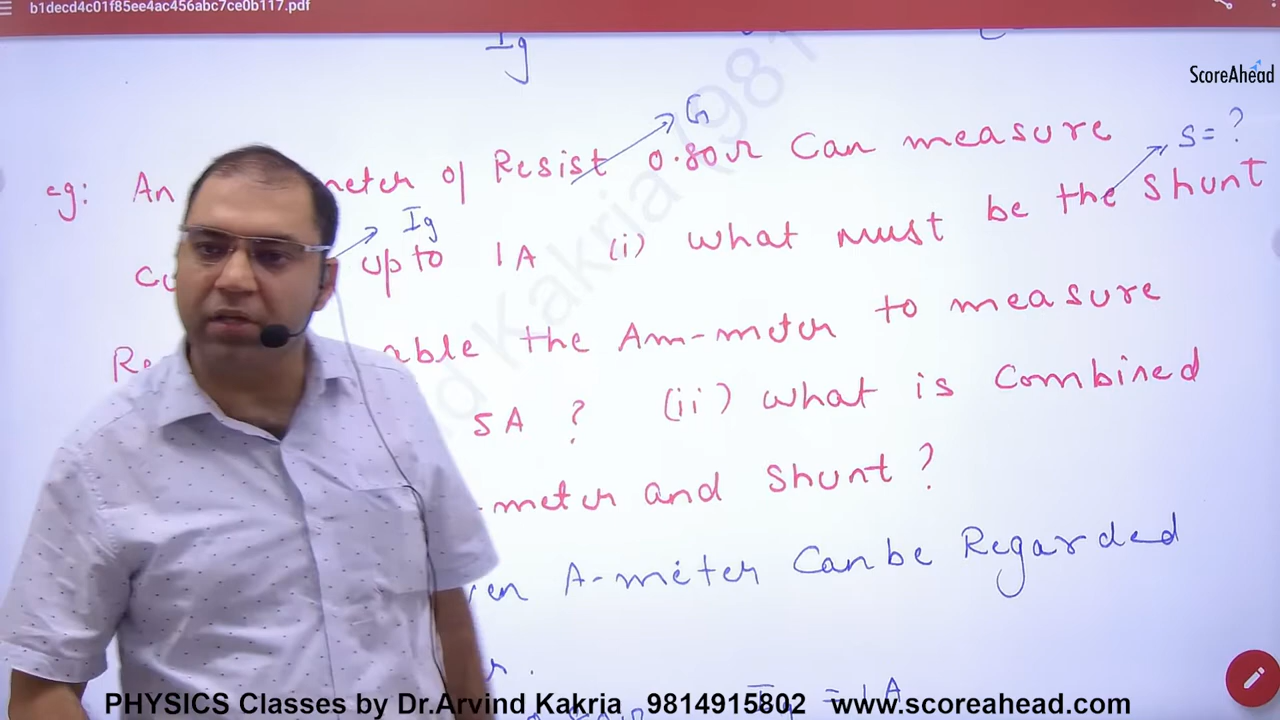 b1decd4c01f85ee4ac456abc7ce0b117.pdf
Ig
ScoreAhead
G
S = ?
eg: An meter of Resist 0.80Ω Can measure
Ig
up to 1A (i) What must be the Shunt
the Am-meter to measure
5A ? (ii) What is Combined
-meter and Shunt ?
A-meter Can be Regarded
Ig = 1A
PHYSICS Classes by Dr.Arvind Kakria 9814915802 www.scoreahead.com